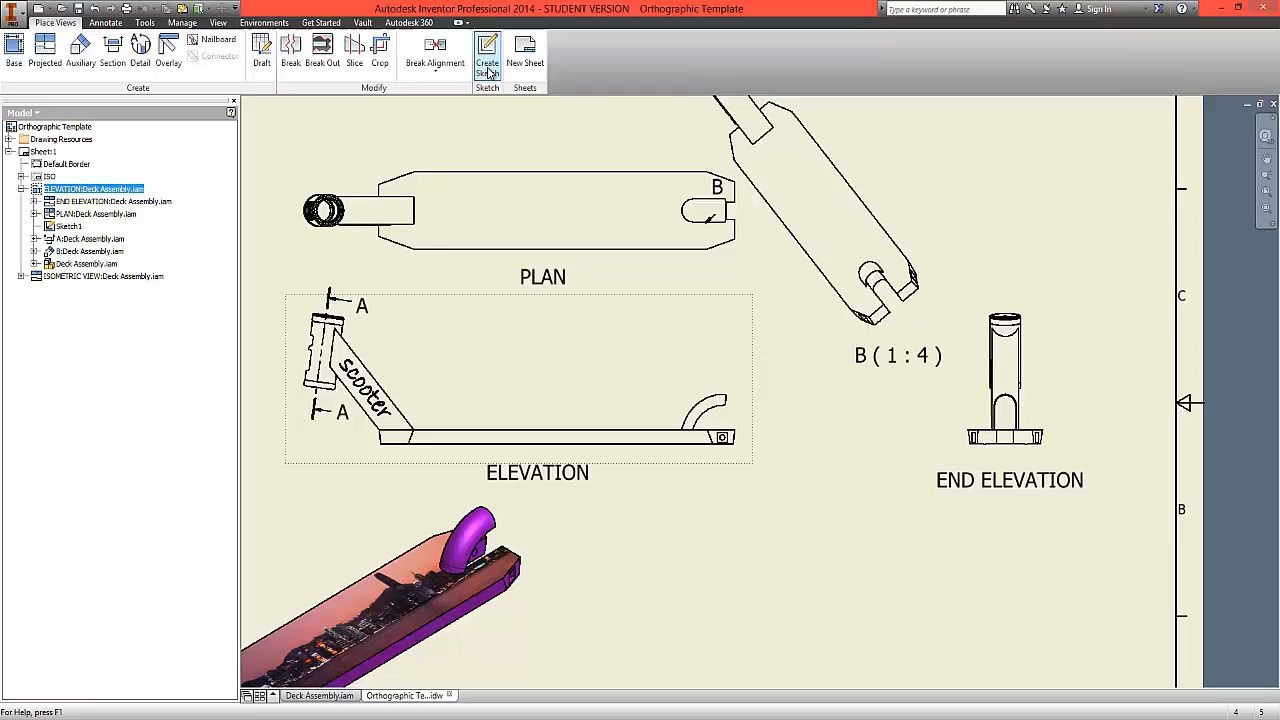 Autodesk Inventor Professional 2014 - STUDENT VERSION Orthographic Template
Type a keyword or phrase
Sign In
PRO
Place Views Annotate Tools Manage View Environments Get Started Vault Autodesk 360
Base Projected Auxiliary Section Detail Overlay Nailboard Connector Draft Break Break Out Slice Crop Break Alignment Create Sketch New Sheet
Create Modify Sketch Sheets
Model
Orthographic Template
Drawing Resources
Sheet:1
Default Border
ISO
ELEVATION:Deck Assembly.iam
END ELEVATION:Deck Assembly.iam
PLAN:Deck Assembly.iam
Sketch1
A:Deck Assembly.iam
B:Deck Assembly.iam
Deck Assembly.iam
ISOMETRIC VIEW:Deck Assembly.iam
B
PLAN
A
scooter
A
ELEVATION
B ( 1 : 4 )
END ELEVATION
C
B
Deck Assembly.iam Orthographic Te...idw
For Help, press F1
4 5